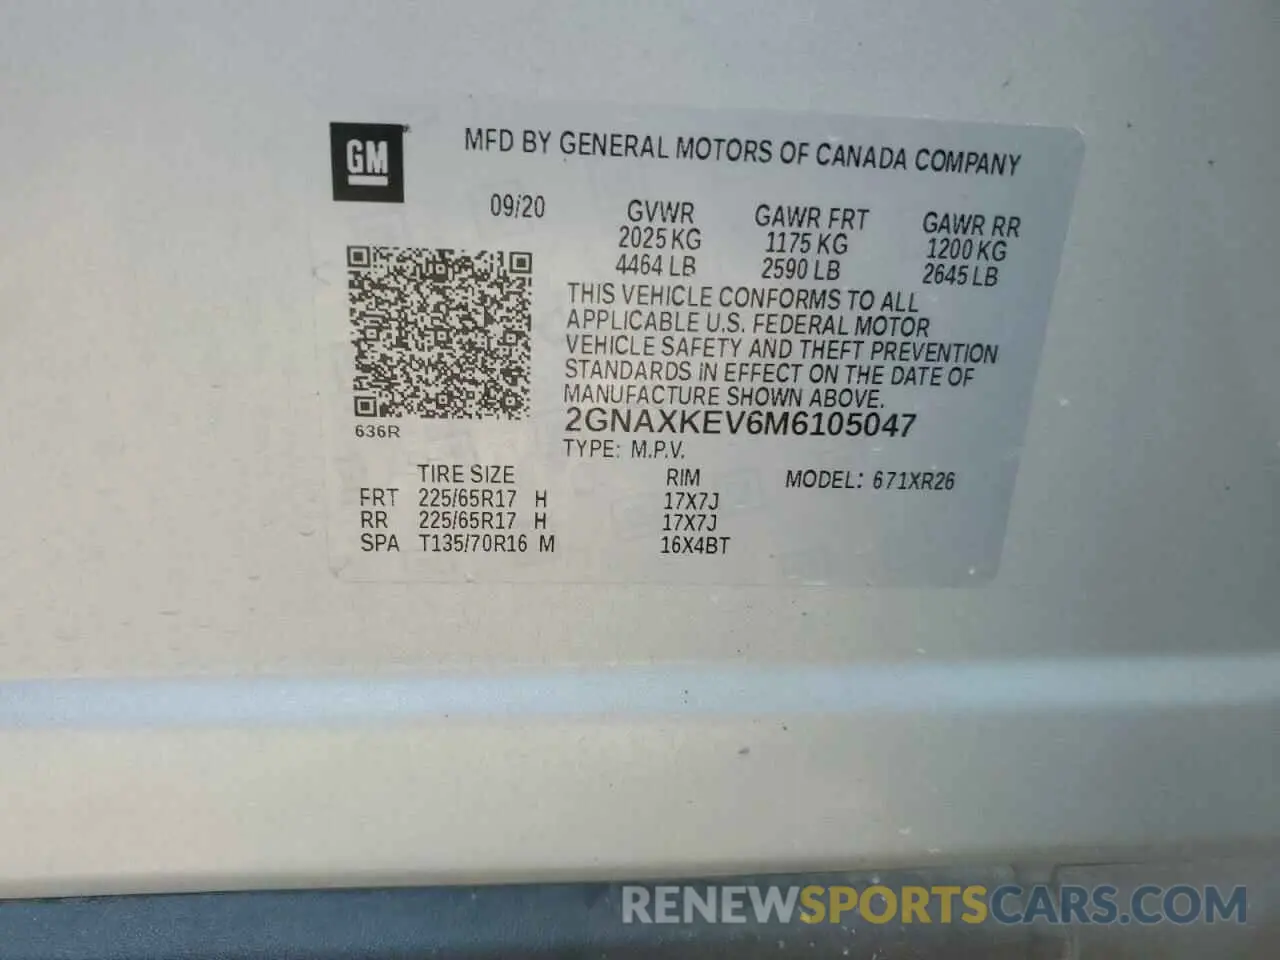 GM
MFD BY GENERAL MOTORS OF CANADA COMPANY
09/20 GVWR GAWR FRT GAWR RR
2025 KG 1175 KG 1200 KG
4464 LB 2590 LB 2645 LB
THIS VEHICLE CONFORMS TO ALL
APPLICABLE U.S. FEDERAL MOTOR
VEHICLE SAFETY AND THEFT PREVENTION
STANDARDS IN EFFECT ON THE DATE OF
MANUFACTURE SHOWN ABOVE.
2GNAXKEV6M6105047
636R
TYPE: M.P.V.
TIRE SIZE RIM MODEL: 671XR26
FRT 225/65R17 H 17X7J
RR 225/65R17 H 17X7J
SPA T135/70R16 M 16X4BT
RENEWSPORTSCARS.COM